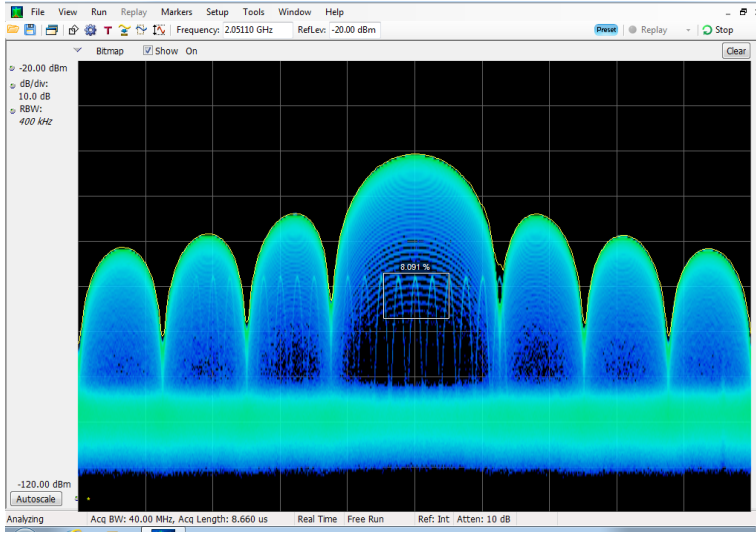 File View Run Replay Markers Setup Tools Window Help
T Frequency: 2.05110 GHz RefLev: -20.00 dBm Preset Replay Stop
Bitmap Show On Clear
-20.00 dBm
dB/div:
10.0 dB
RBW:
400 kHz
8.091 %
-120.00 dBm
Autoscale
Analyzing Acq BW: 40.00 MHz, Acq Length: 8.660 us Real Time Free Run Ref: Int Atten: 10 dB